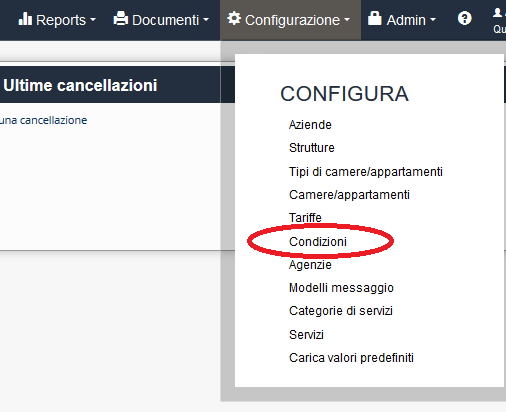 Reports Documenti Configurazione Admin
Qu
Ultime cancellazioni
una cancellazione
CONFIGURA
Aziende
Strutture
Tipi di camere/appartamenti
Camere/appartamenti
Tariffe
Condizioni
Agenzie
Modelli messaggio
Categorie di servizi
Servizi
Carica valori predefiniti